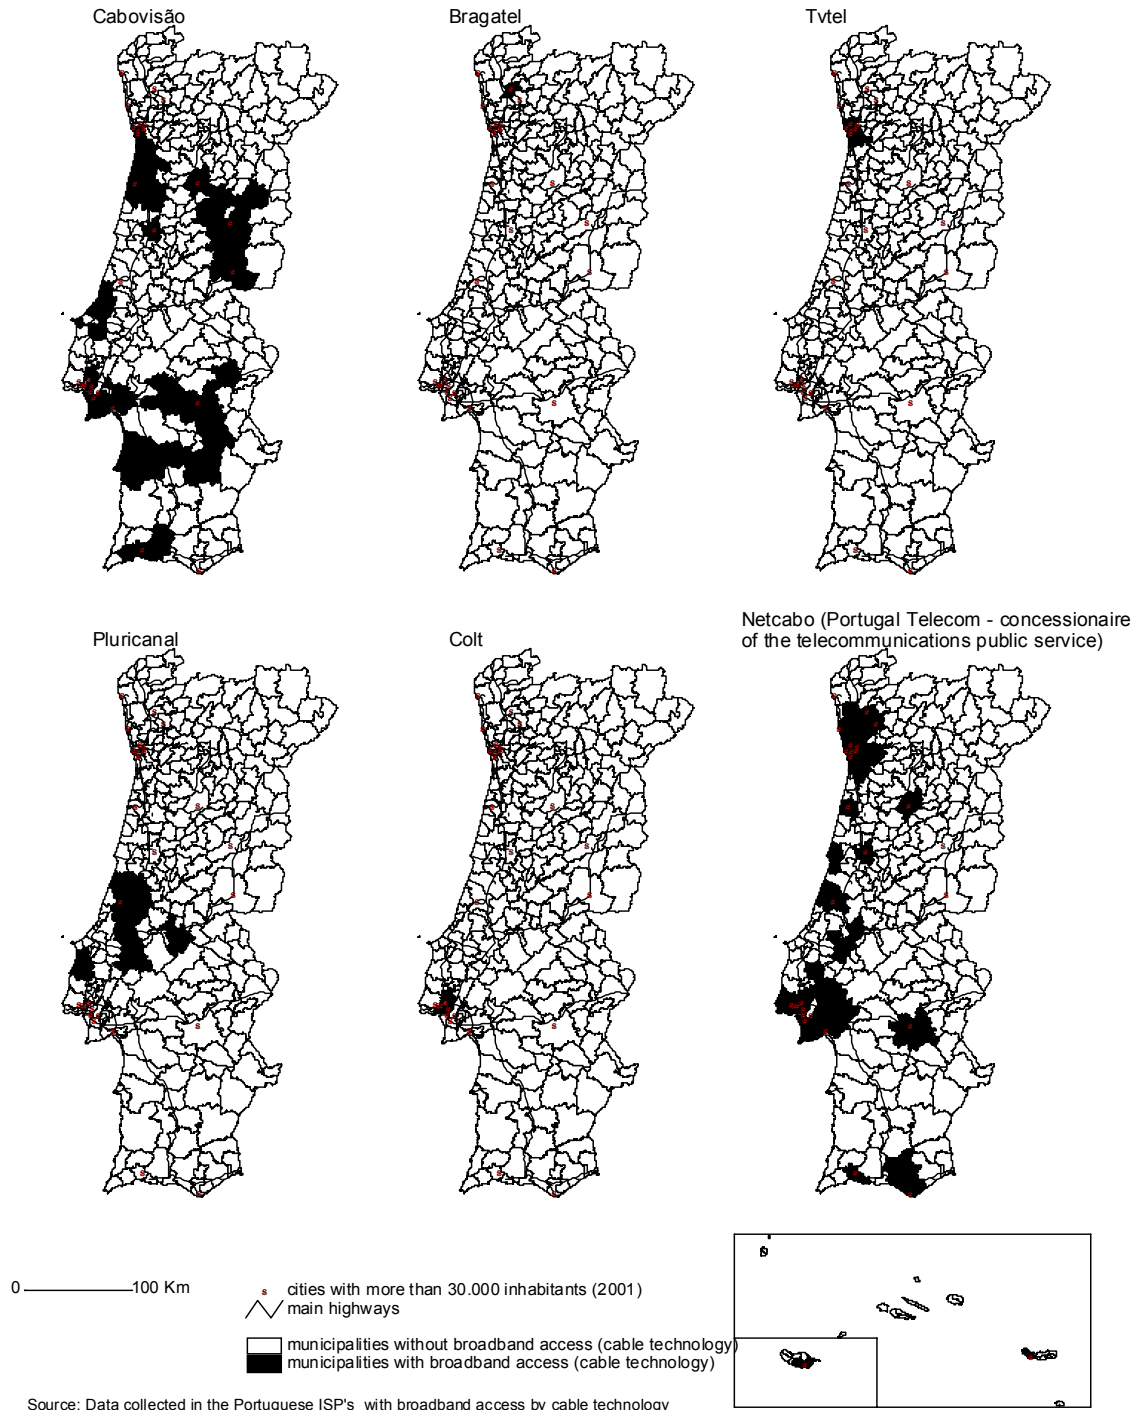 Cabovisão
Bragatel
Tvtel
Pluricanal
Colt
Netcabo (Portugal Telecom - concessionaire
of the telecommunications public service)
0 100 Km
s cities with more than 30.000 inhabitants (2001)
main highways
municipalities without broadband access (cable technology)
municipalities with broadband access (cable technology)
Source: Data collected in the Portuguese ISP's with broadband access by cable technology